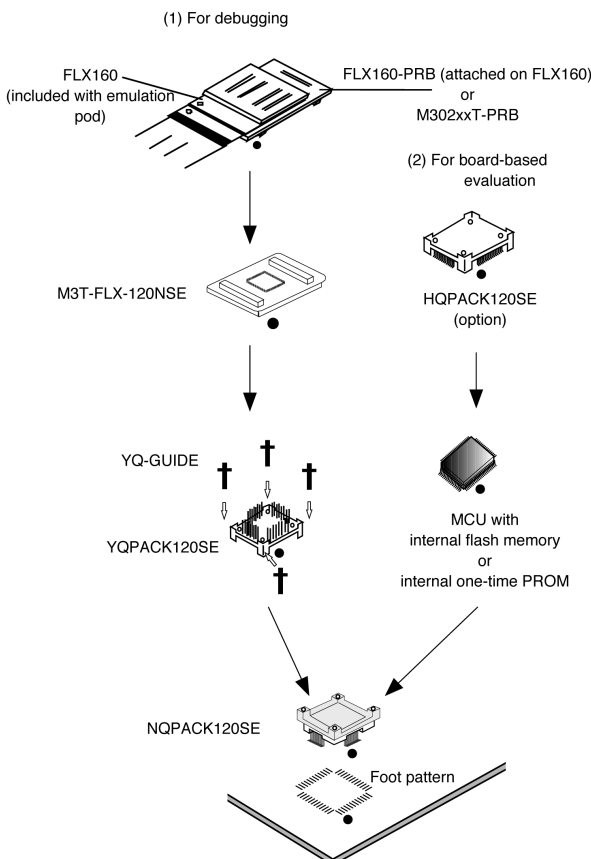 (1) For debugging
FLX160
(included with emulation
pod)
FLX160-PRB (attached on FLX160)
or
M302xxT-PRB
(2) For board-based
evaluation
M3T-FLX-120NSE
HQPACK120SE
(option)
YQ-GUIDE
YQPACK120SE
MCU with
internal flash memory
or
internal one-time PROM
NQPACK120SE
Foot pattern